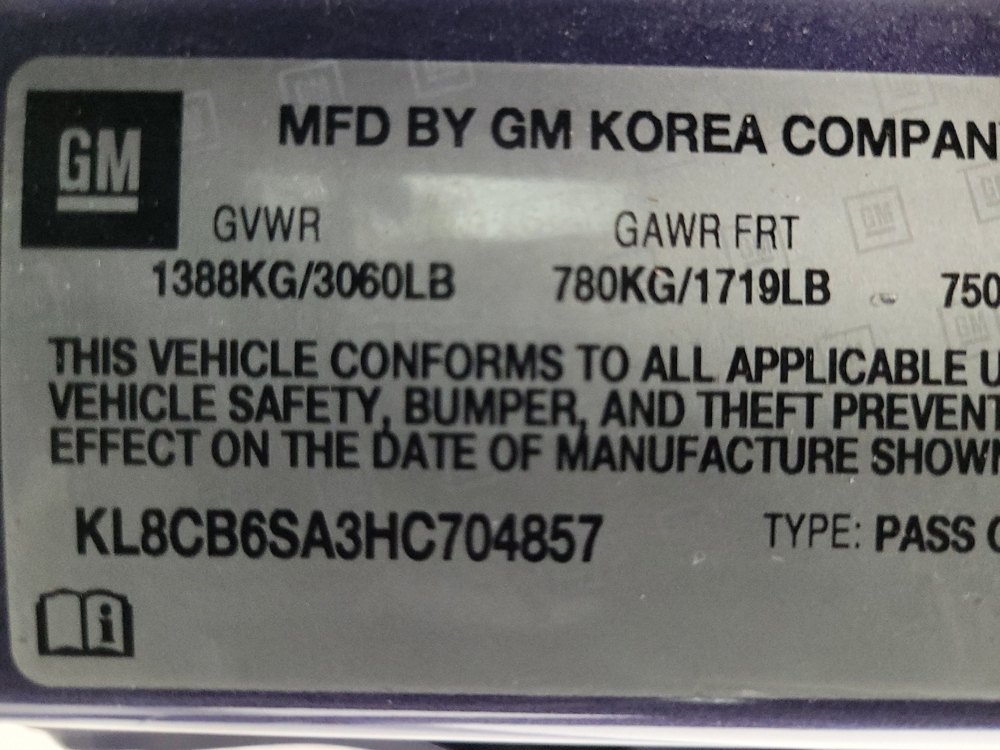 GM
MFD BY GM KOREA COMPAN
GVWR GAWR FRT
1388KG/3060LB 780KG/1719LB 750
THIS VEHICLE CONFORMS TO ALL APPLICABLE U
VEHICLE SAFETY, BUMPER, AND THEFT PREVENT
EFFECT ON THE DATE OF MANUFACTURE SHOWN
KL8CB6SA3HC704857 TYPE: PASS C